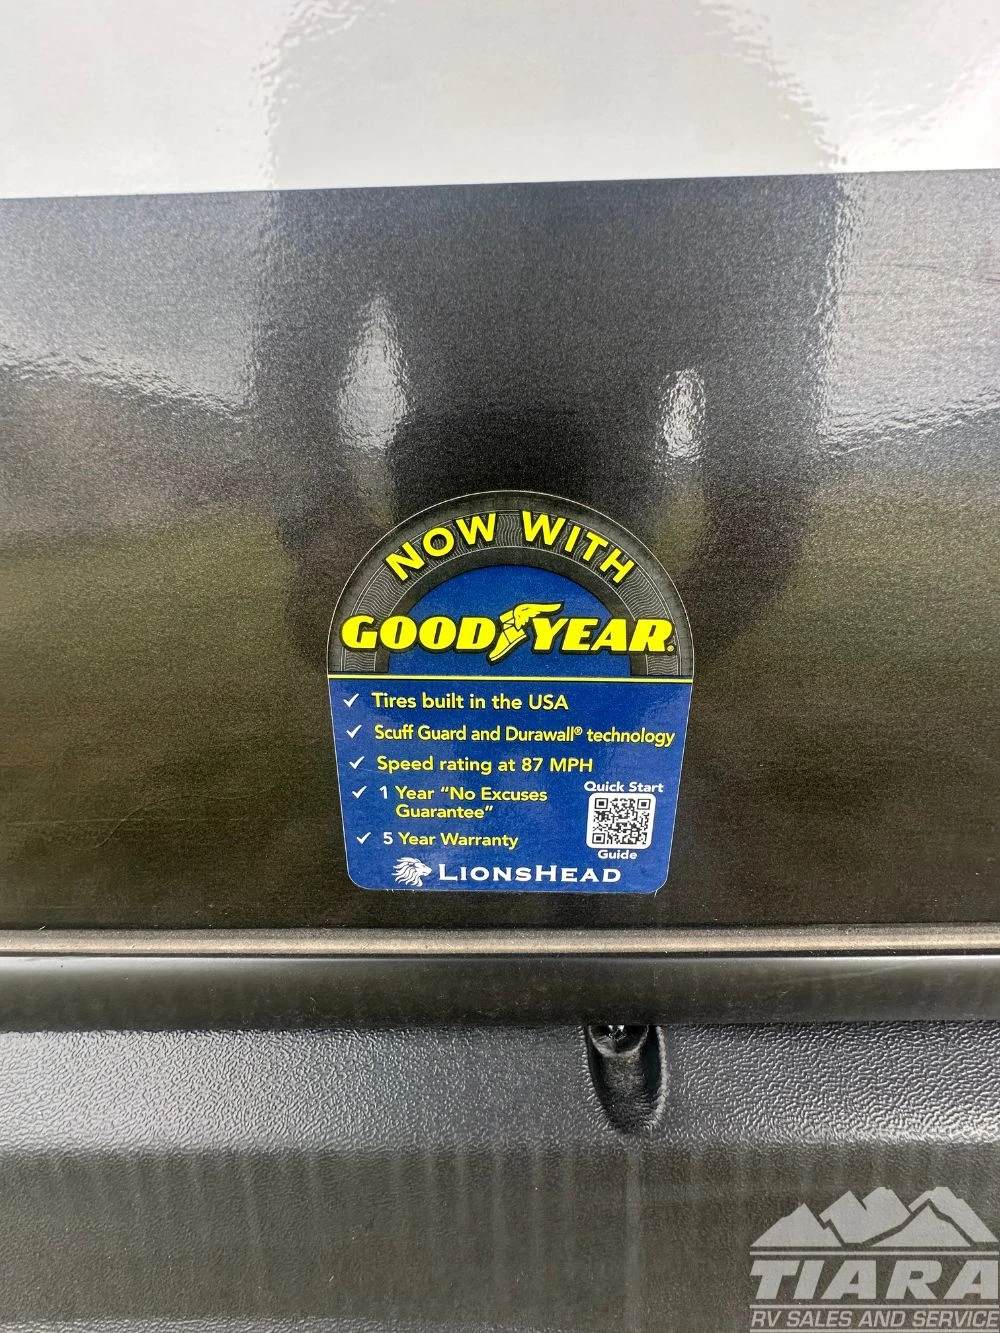 NOW WITH
GOODYEAR
✓ Tires built in the USA
✓ Scuff Guard and Durawall® technology
✓ Speed rating at 87 MPH
✓ 1 Year “No Excuses
Guarantee”
✓ 5 Year Warranty
Quick Start
Guide
LIONSHEAD
TIARA
RV SALES AND SERVICE